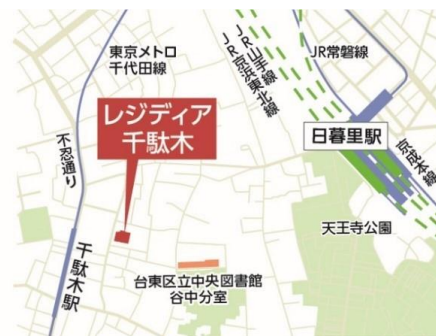 東京メトロ
千代田線
JR山手線
JR京浜東北線
JR常磐線
レジディア
千駄木
日暮里駅
京成本線
不忍通り
天王寺公園
千駄木駅
台東区立中央図書館
谷中分室